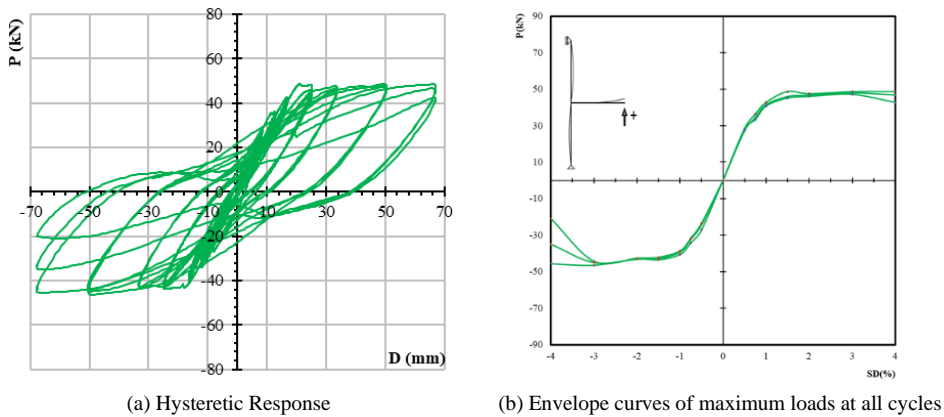 P (kN)
80
60
40
20
0
-70 -50 -30 -10 10 30 50 70
-20
-40
-60
-80
D (mm)
(a) Hysteretic Response
P(kN)
90
70
50
30
10
-10
-30
-50
-70
-90
+
-4 -3 -2 -1 0 1 2 3 4
SD(%)
(b) Envelope curves of maximum loads at all cycles